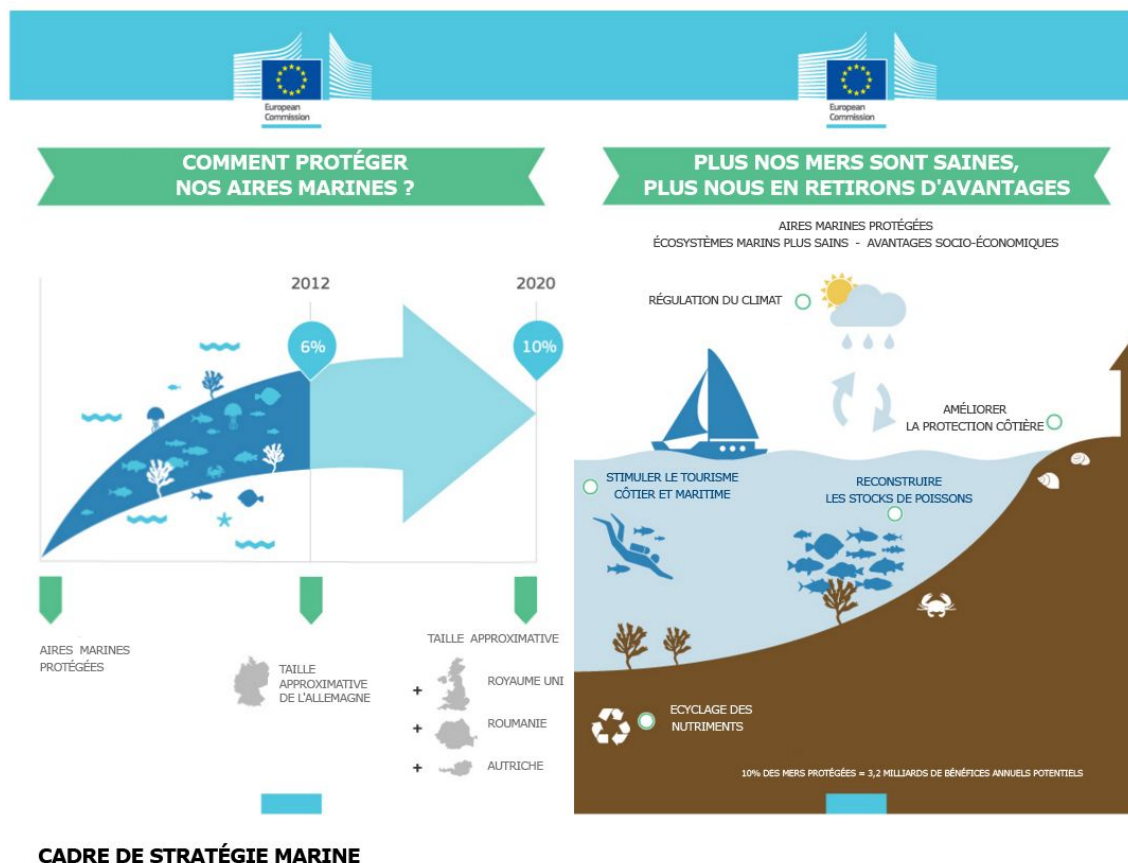 European
Commission
COMMENT PROTÉGER
NOS AIRES MARINES ?
2012
2020
6%
10%
AIRES MARINES
PROTÉGÉES
TAILLE
APPROXIMATIVE
DE L'ALLEMAGNE
TAILLE APPROXIMATIVE
+ ROYAUME UNI
+ ROUMANIE
+ AUTRICHE
European
Commission
PLUS NOS MERS SONT SAINES,
PLUS NOUS EN RETIRONS D'AVANTAGES
AIRES MARINES PROTÉGÉES
ÉCOSYSTÈMES MARINS PLUS SAINS - AVANTAGES SOCIO-ÉCONOMIQUES
RÉGULATION DU CLIMAT
AMÉLIORER
LA PROTECTION CÔTIÈRE
STIMULER LE TOURISME
CÔTIER ET MARITIME
RECONSTRUIRE
LES STOCKS DE POISSONS
ECYCLAGE DES
NUTRIMENTS
10% DES MERS PROTÉGÉES = 3,2 MILLIARDS DE BÉNÉFICES ANNUELS POTENTIELS
CADRE DE STRATÉGIE MARINE